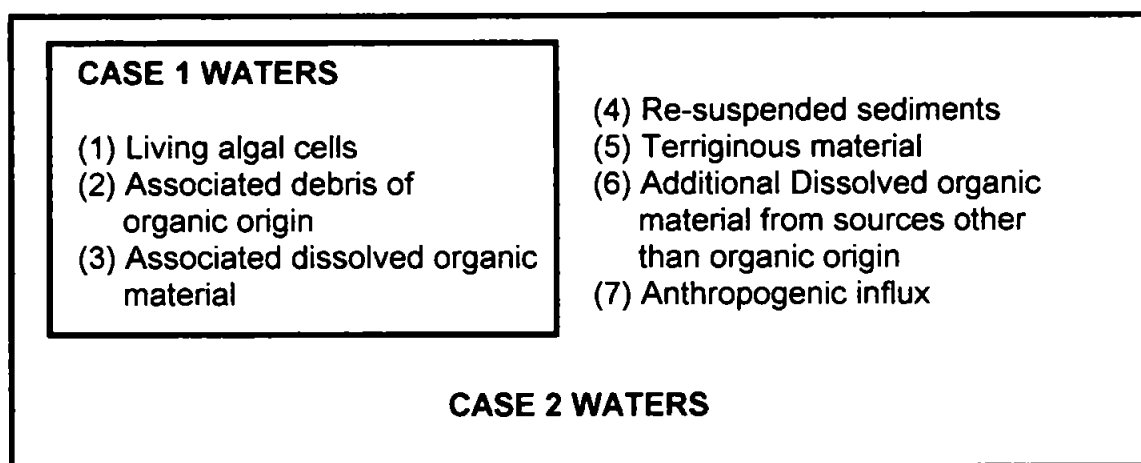 CASE 1 WATERS
(1) Living algal cells
(2) Associated debris of
organic origin
(3) Associated dissolved organic
material
(4) Re-suspended sediments
(5) Terriginous material
(6) Additional Dissolved organic
material from sources other
than organic origin
(7) Anthropogenic influx
CASE 2 WATERS